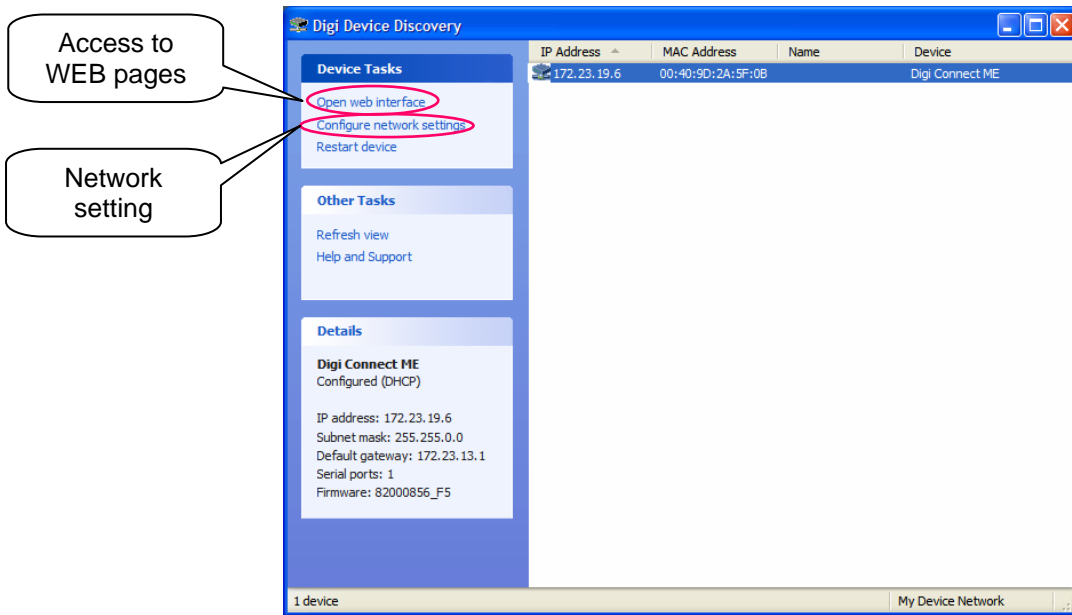 Access to
WEB pages
Network
setting
Digi Device Discovery
Device Tasks
Open web interface
Configure network settings
Restart device
Other Tasks
Refresh view
Help and Support
Details
Digi Connect ME
Configured (DHCP)
IP address: 172.23.19.6
Subnet mask: 255.255.0.0
Default gateway: 172.23.13.1
Serial ports: 1
Firmware: 82000856_F5
IP Address MAC Address Name Device
172.23.19.6 00:40:9D:2A:5F:0B Digi Connect ME
1 device My Device Network